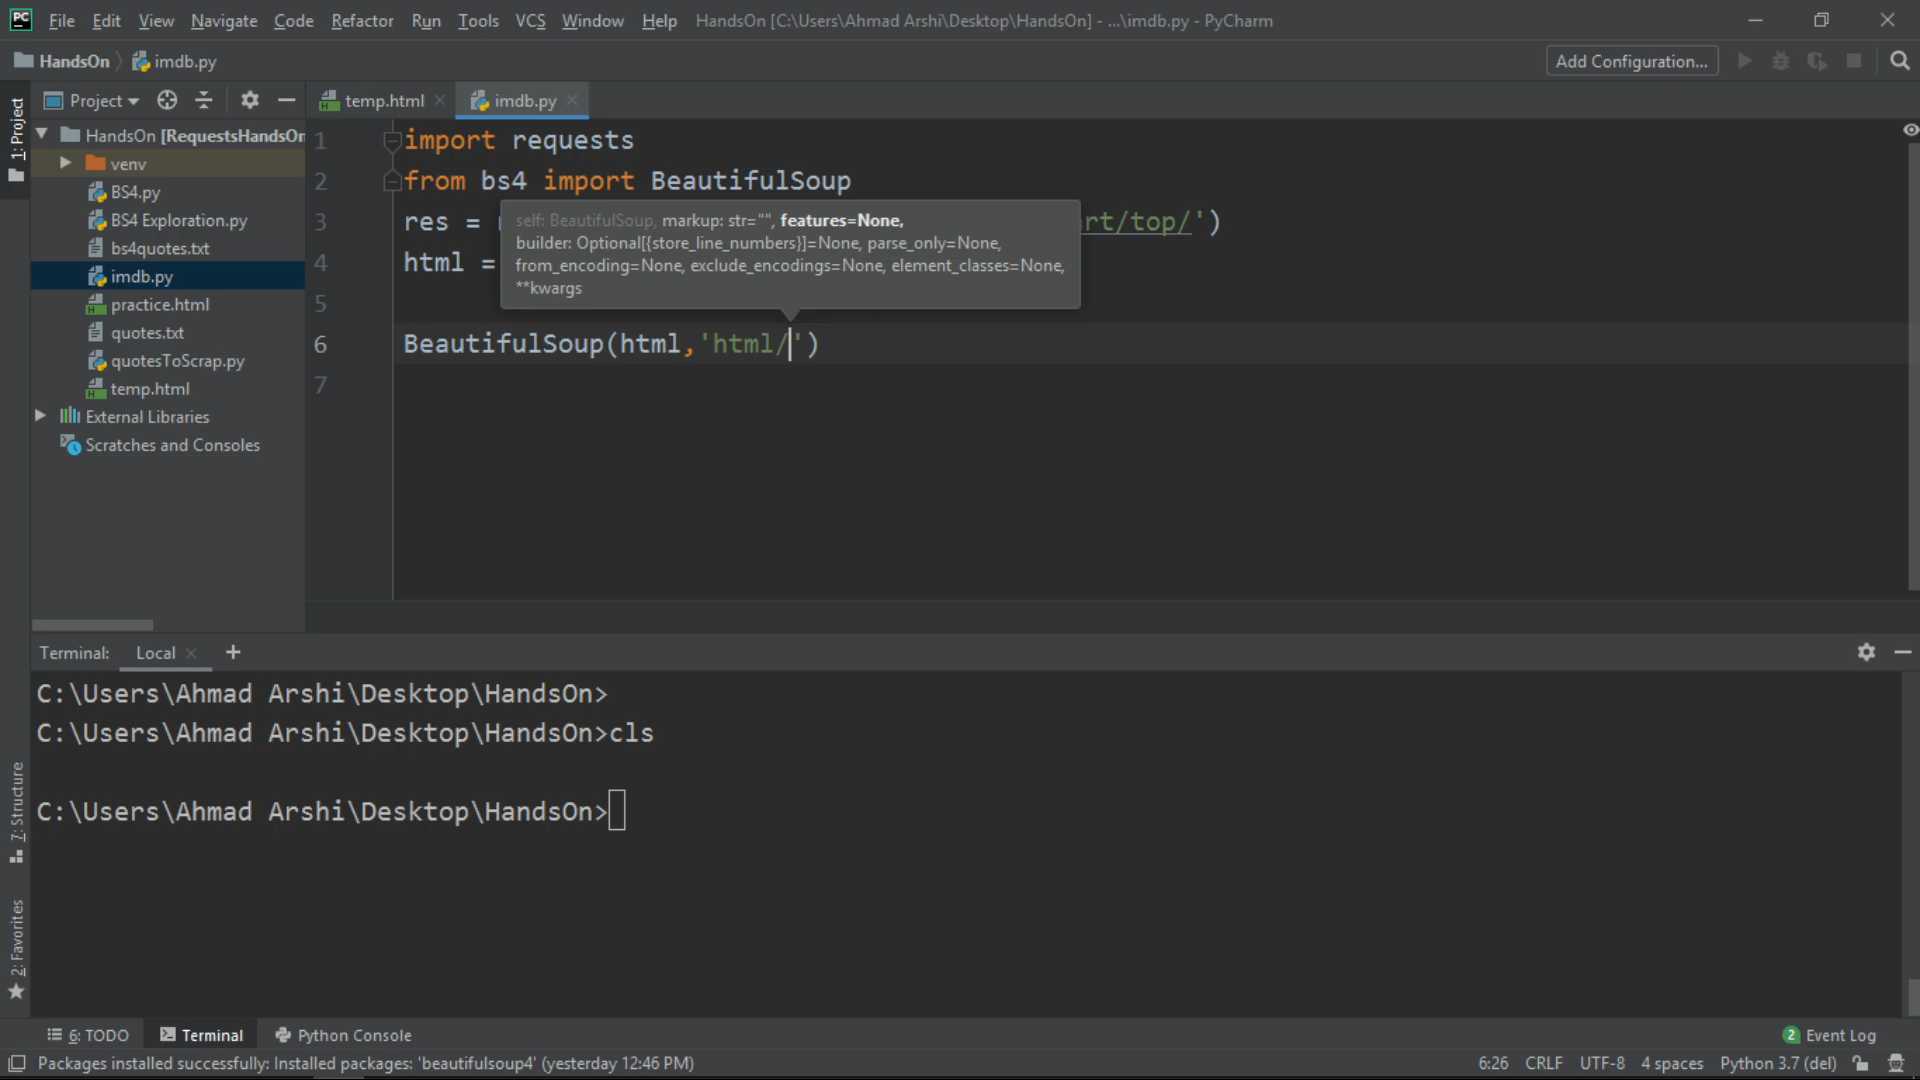 PC File Edit View Navigate Code Refactor Run Tools VCS Window Help HandsOn [C:\Users\Ahmad Arshi\Desktop\HandsOn] - ...\imdb.py - PyCharm
HandsOn imdb.py Add Configuration...
1: Project
Project
temp.html imdb.py
HandsOn [RequestsHandsOn
venv
BS4.py
BS4 Exploration.py
bs4quotes.txt
imdb.py
practice.html
quotes.txt
quotesToScrap.py
temp.html
External Libraries
Scratches and Consoles
1 import requests
2 from bs4 import BeautifulSoup
3 res = rt/top/')
4 html =
5
6 BeautifulSoup(html,'html/')
7
self: BeautifulSoup, markup: str="", features=None,
builder: Optional[{store_line_numbers}]=None, parse_only=None,
from_encoding=None, exclude_encodings=None, element_classes=None,
**kwargs
Terminal: Local
C:\Users\Ahmad Arshi\Desktop\HandsOn>
C:\Users\Ahmad Arshi\Desktop\HandsOn>cls
C:\Users\Ahmad Arshi\Desktop\HandsOn>
7: Structure
2: Favorites
6: TODO Terminal Python Console 2 Event Log
Packages installed successfully: Installed packages: 'beautifulsoup4' (yesterday 12:46 PM) 6:26 CRLF UTF-8 4 spaces Python 3.7 (del)